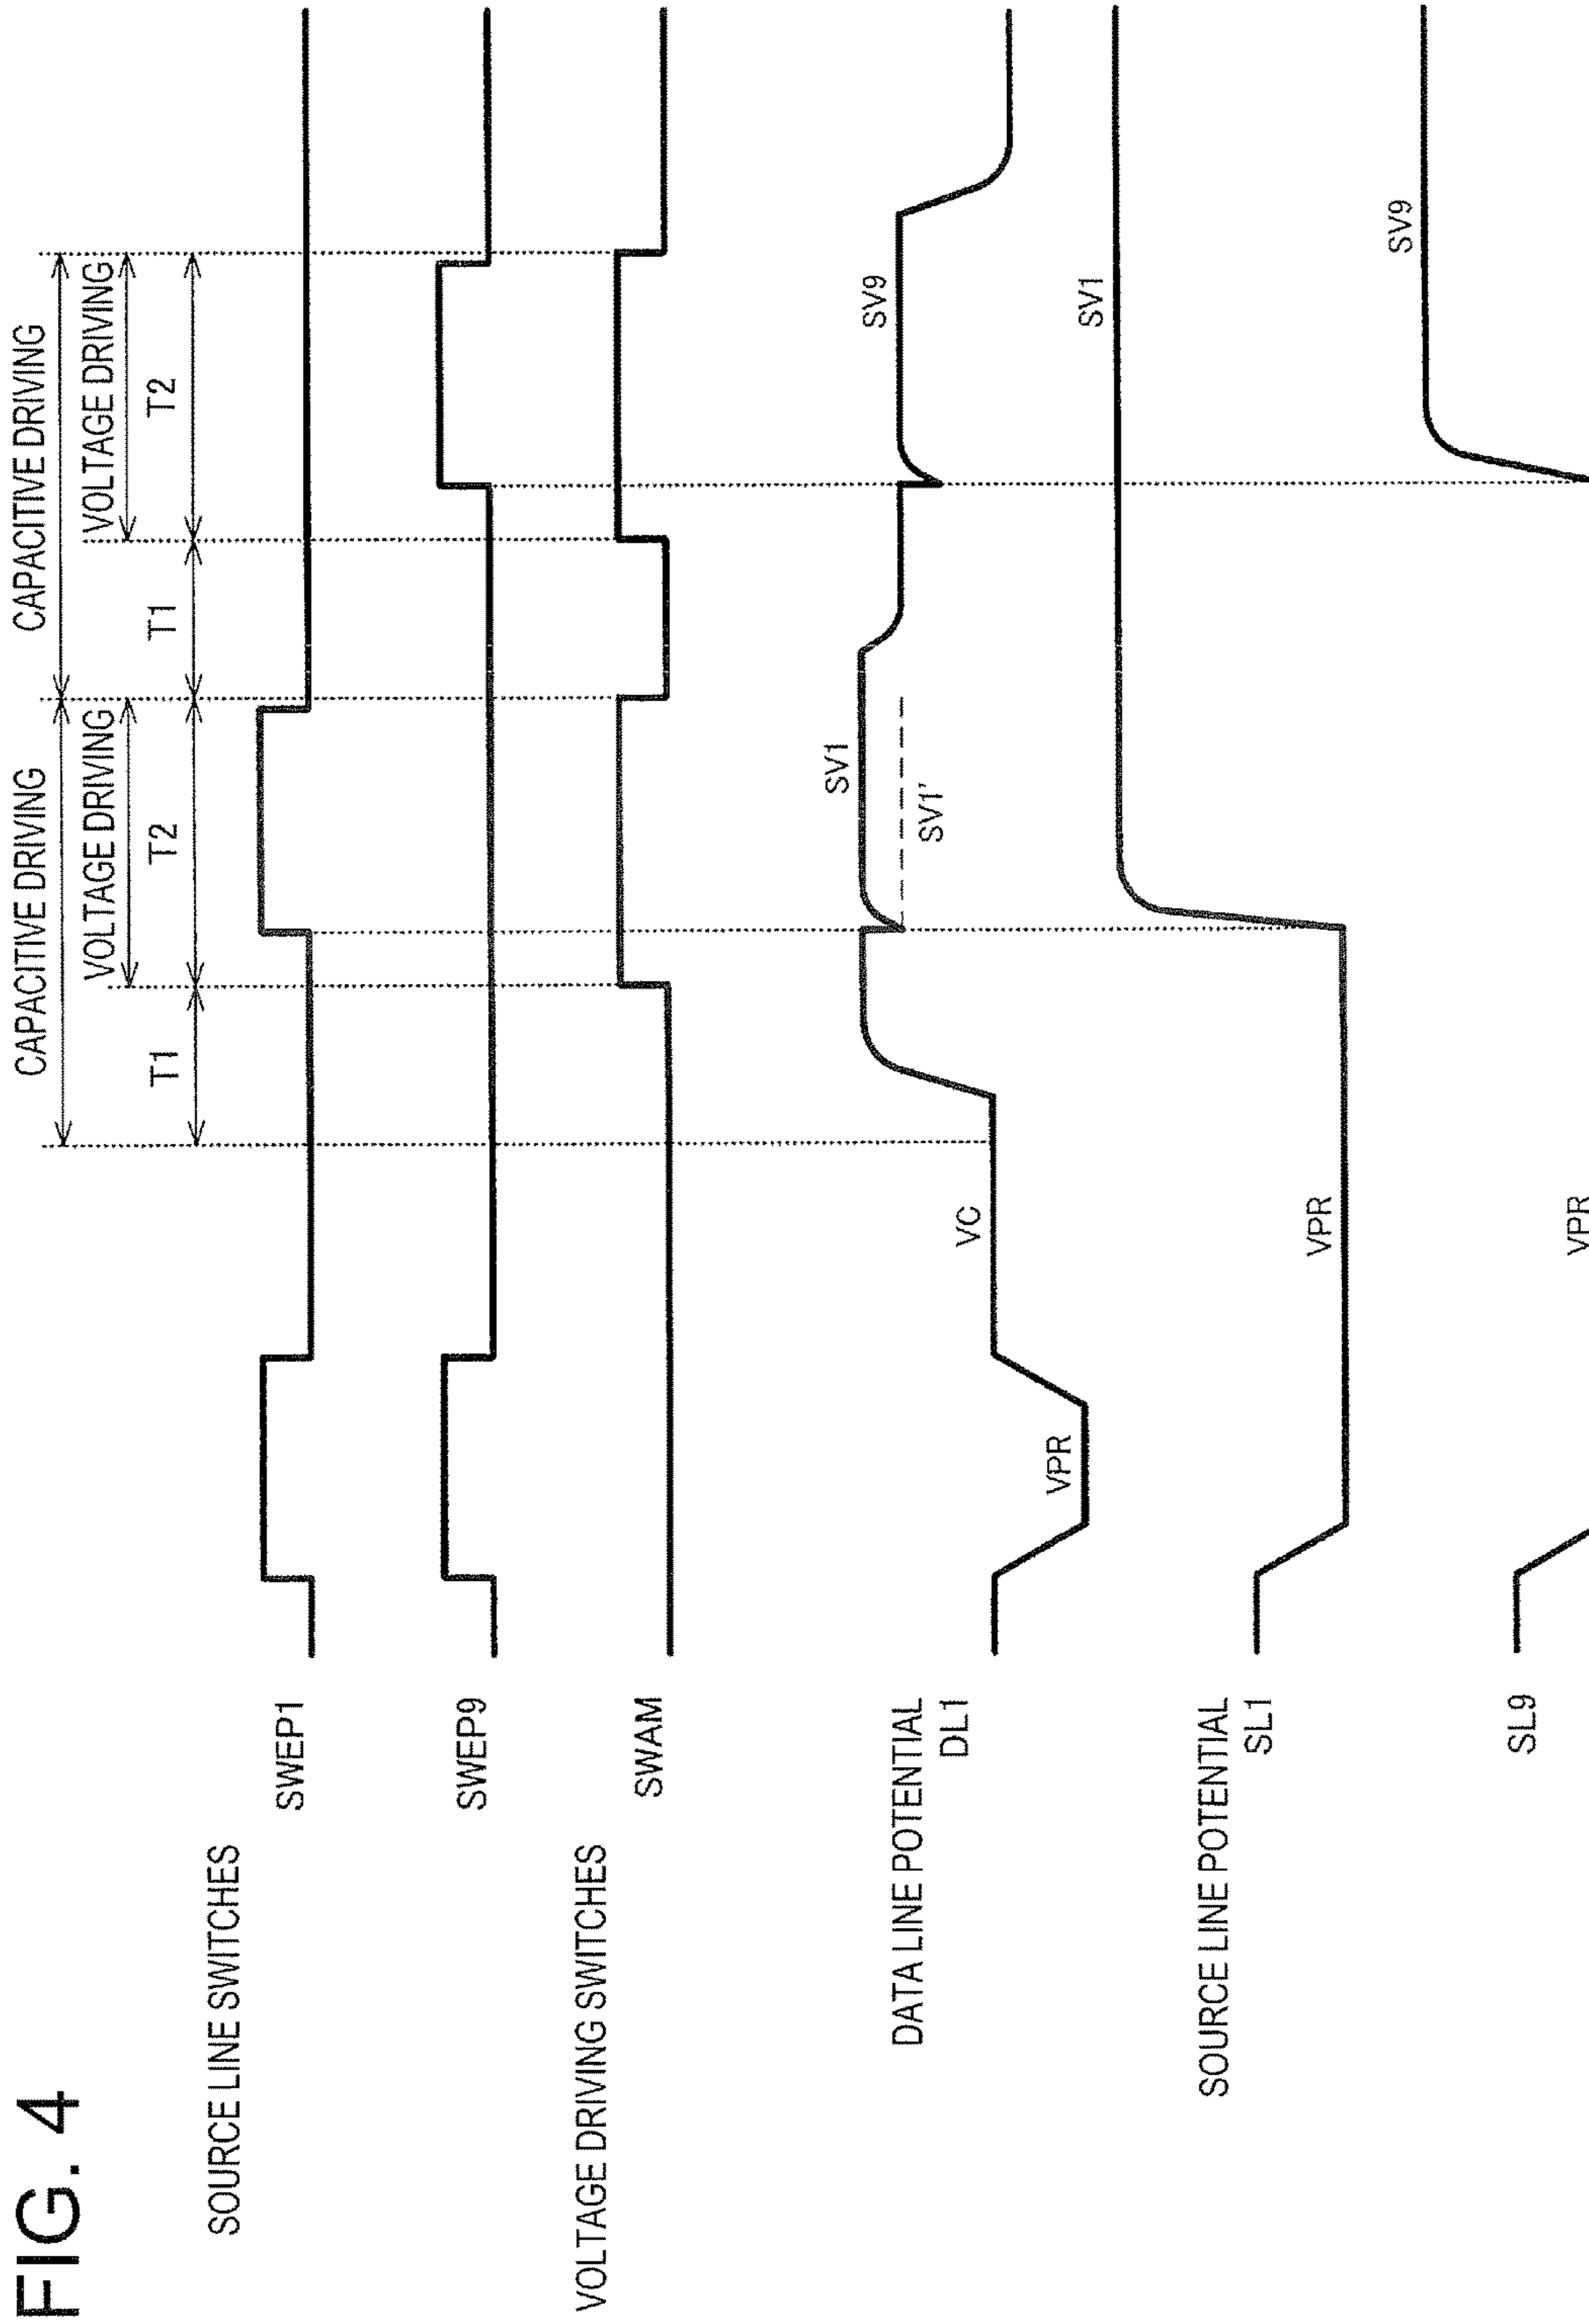 FIG. 4
CAPACITIVE DRIVING
CAPACITIVE DRIVING
VOLTAGE DRIVING
VOLTAGE DRIVING
T1
T2
T1
T2
SOURCE LINE SWITCHES
SWEP1
SWEP9
VOLTAGE DRIVING SWITCHES
SWAM
DATA LINE POTENTIAL
DL1
VPR
VC
SV1
SV1'
SV9
SOURCE LINE POTENTIAL
SL1
VPR
SV1
SL9
VPR
SV9